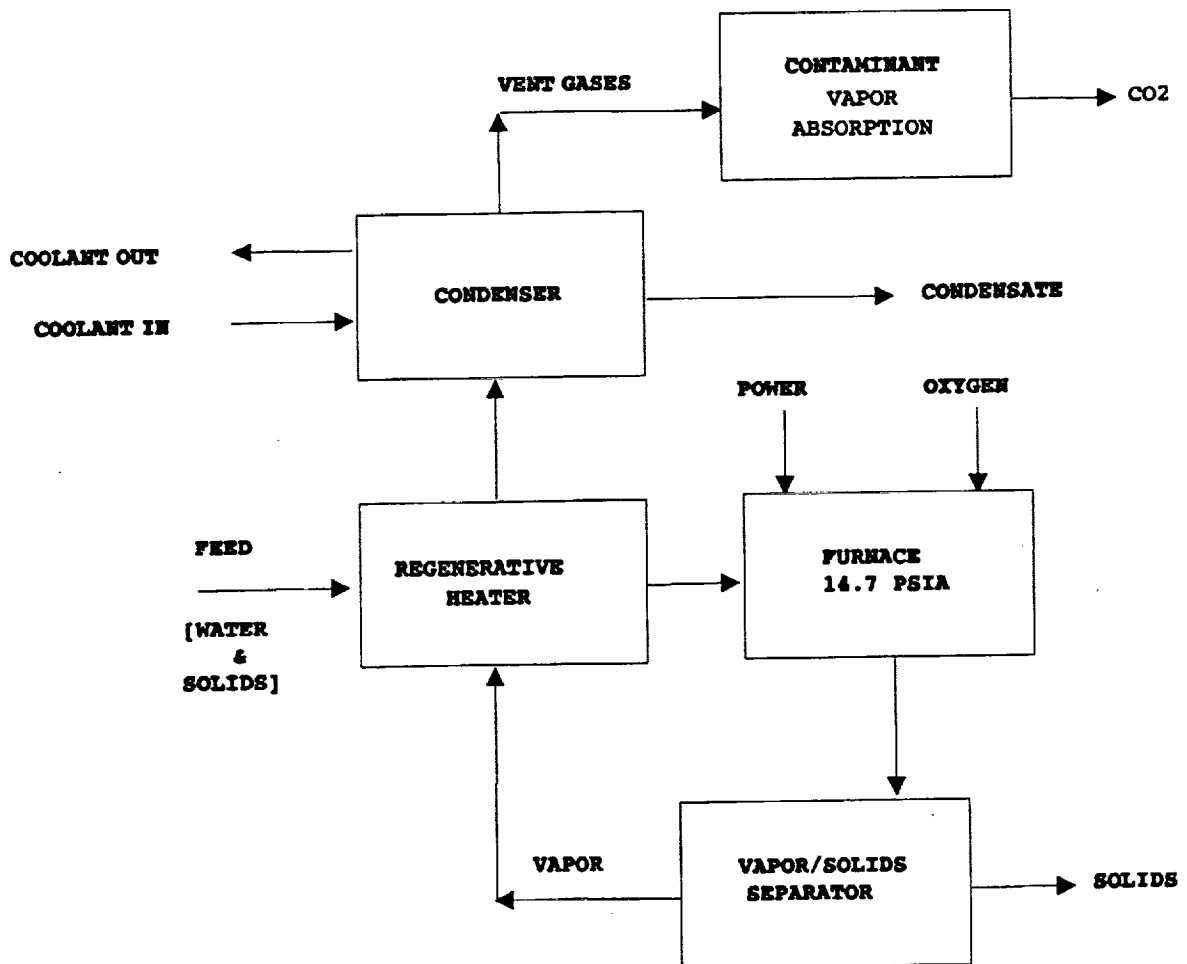 CONTAMINANT
VAPOR
ABSORPTION
VENT GASES
CO2
COOLANT OUT
CONDENSER
CONDENSATE
COOLANT IN
POWER
OXYGEN
FEED
REGENERATIVE
HEATER
FURNACE
14.7 PSIA
[WATER
&
SOLIDS]
VAPOR
VAPOR/SOLIDS
SEPARATOR
SOLIDS